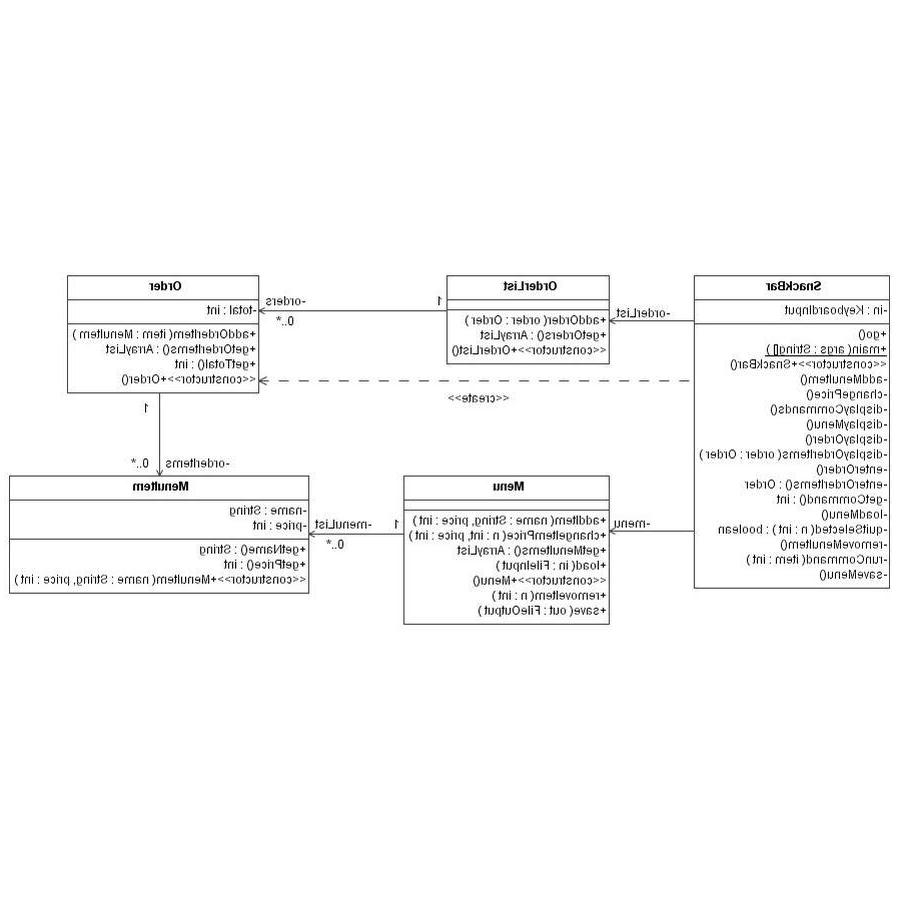 SnackBar
-in : KeyboardInput
+go()
+main( args : String[] )
<<constructor>>+SnackBar()
-addMenuItem()
-changePrice()
-displayCommands()
-displayMenu()
-displayOrder()
-displayOrderItems( order : Order )
-enterOrder()
-enterOrderItems() : Order
-getCommand() : int
-loadMenu()
-quitSelected( n : int ) : boolean
-removeMenuItem()
-runCommand( item : int )
-saveMenu()
-orderList
OrderList
+addOrder( order : Order )
+getOrders() : ArrayList
<<constructor>>+OrderList()
1
-orders
0..*
Order
-total : int
+addOrderItem( item : MenuItem )
+getOrderItems() : ArrayList
+getTotal() : int
<<constructor>>+Order()
<<create>>
1
-orderItems
0..*
-menu
Menu
+addItem( name : String, price : int )
+changeItemPrice( n : int, price : int )
+getMenuItems() : ArrayList
+load( in : FileInput )
<<constructor>>+Menu()
+removeItem( n : int )
+save( out : FileOutput )
1
-menuList
0..*
MenuItem
-name : String
-price : int
+getName() : String
+getPrice() : int
<<constructor>>+MenuItem( name : String, price : int )